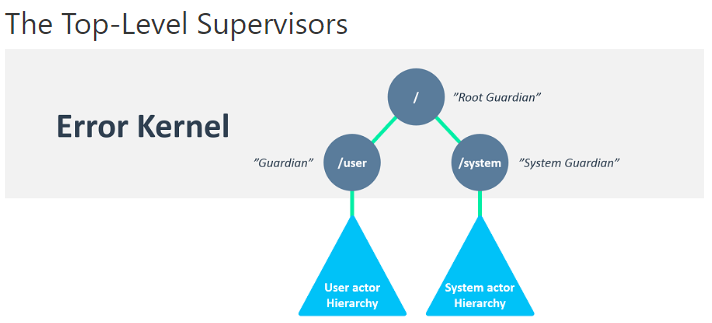 The Top-Level Supervisors
Error Kernel
/
"Root Guardian"
"Guardian"
/user
/system
"System Guardian"
User actor
Hierarchy
System actor
Hierarchy